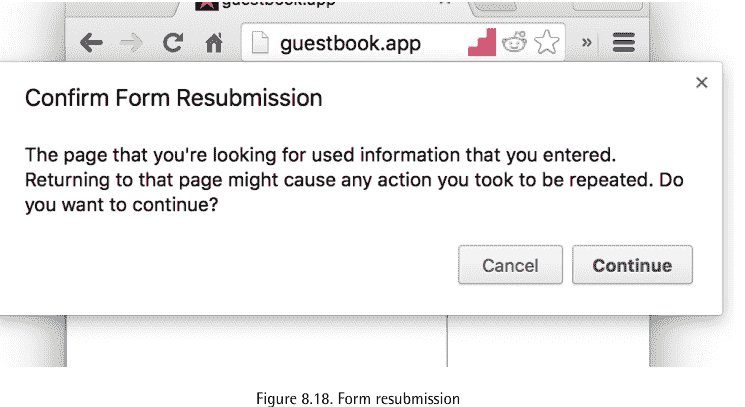 guestbook.app
guestbook.app
»
×
Confirm Form Resubmission
The page that you're looking for used information that you entered.
Returning to that page might cause any action you took to be repeated. Do
you want to continue?
Cancel
Continue
Figure 8.18. Form resubmission